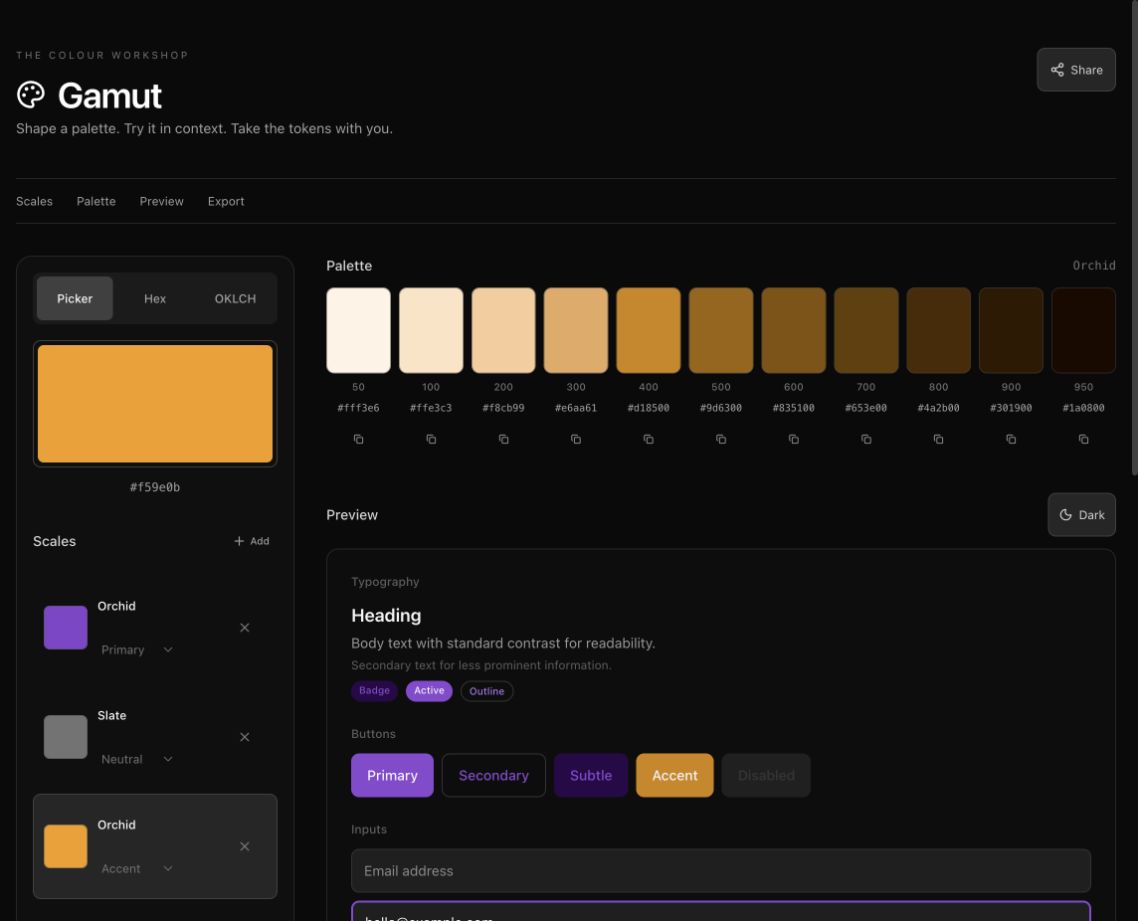 THE COLOUR WORKSHOP
Gamut
Shape a palette. Try it in context. Take the tokens with you.
Share
Scales Palette Preview Export
Picker Hex OKLCH
#f59e0b
Scales
Add
Orchid
Primary
Slate
Neutral
Orchid
Accent
Palette Orchid
50 100 200 300 400 500 600 700 800 900 950
#fff3e6 #ffe3c3 #f8cb99 #e6aa61 #d18500 #9d6300 #835100 #653e00 #4a2b00 #301900 #1a0800
Preview
Dark
Typography
Heading
Body text with standard contrast for readability.
Secondary text for less prominent information.
Badge Active Outline
Buttons
Primary Secondary Subtle Accent Disabled
Inputs
Email address
hello@example.com